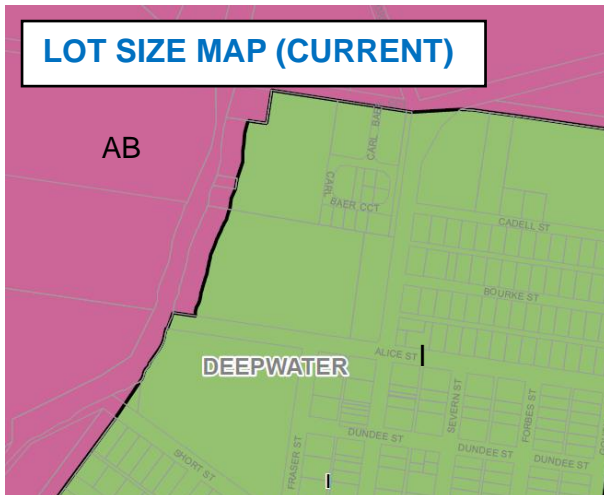 LOT SIZE MAP (CURRENT)
AB
CARL BAER
CARL
BAER CCT
CADELL ST
BOURKE ST
ALICE ST
I
DEEPWATER
SEVERN ST
FORBES ST
DUNDEE ST
DUNDEE ST
DUNDEE ST
SHORT ST
FRASER ST
I